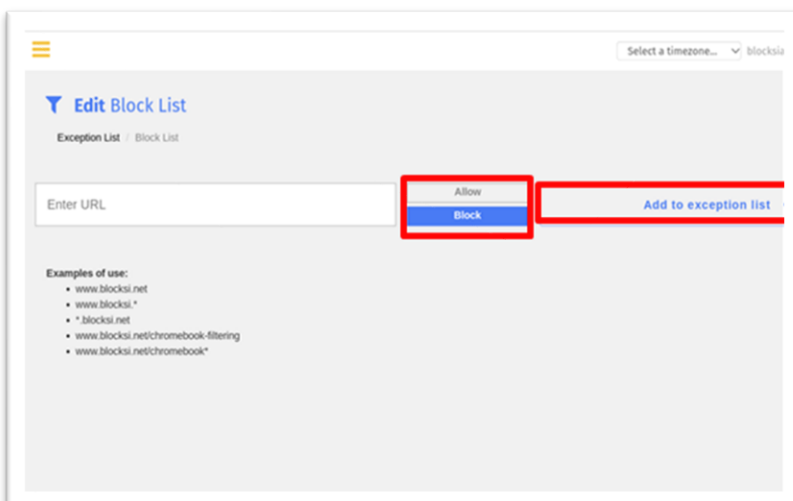 Select a timezone...
Edit Block List
Exception List / Block List
Enter URL
Allow
Block
Add to exception list
Examples of use:
• www.blocksi.net
• www.blocksi.*
• *.blocksi.net
• www.blocksi.net/chromebook-filtering
• www.blocksi.net/chromebook*